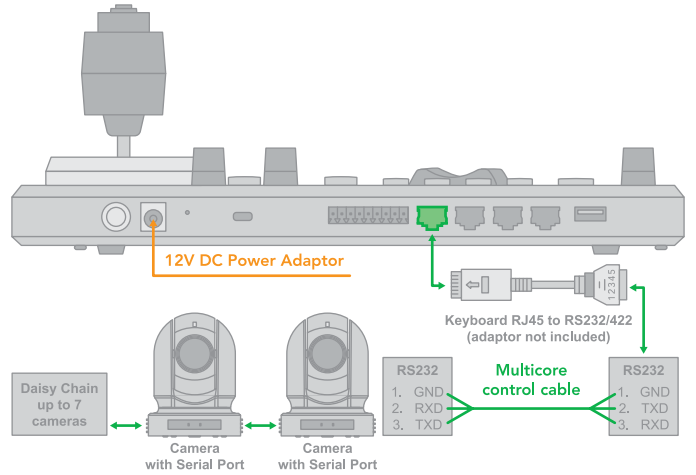 12V DC Power Adaptor
12345
Keyboard RJ45 to RS232/422
(adaptor not included)
Daisy Chain
up to 7
cameras
Camera
with Serial Port
Camera
with Serial Port
RS232
1. GND
2. RXD
3. TXD
Multicore
control cable
RS232
1. GND
2. TXD
3. RXD